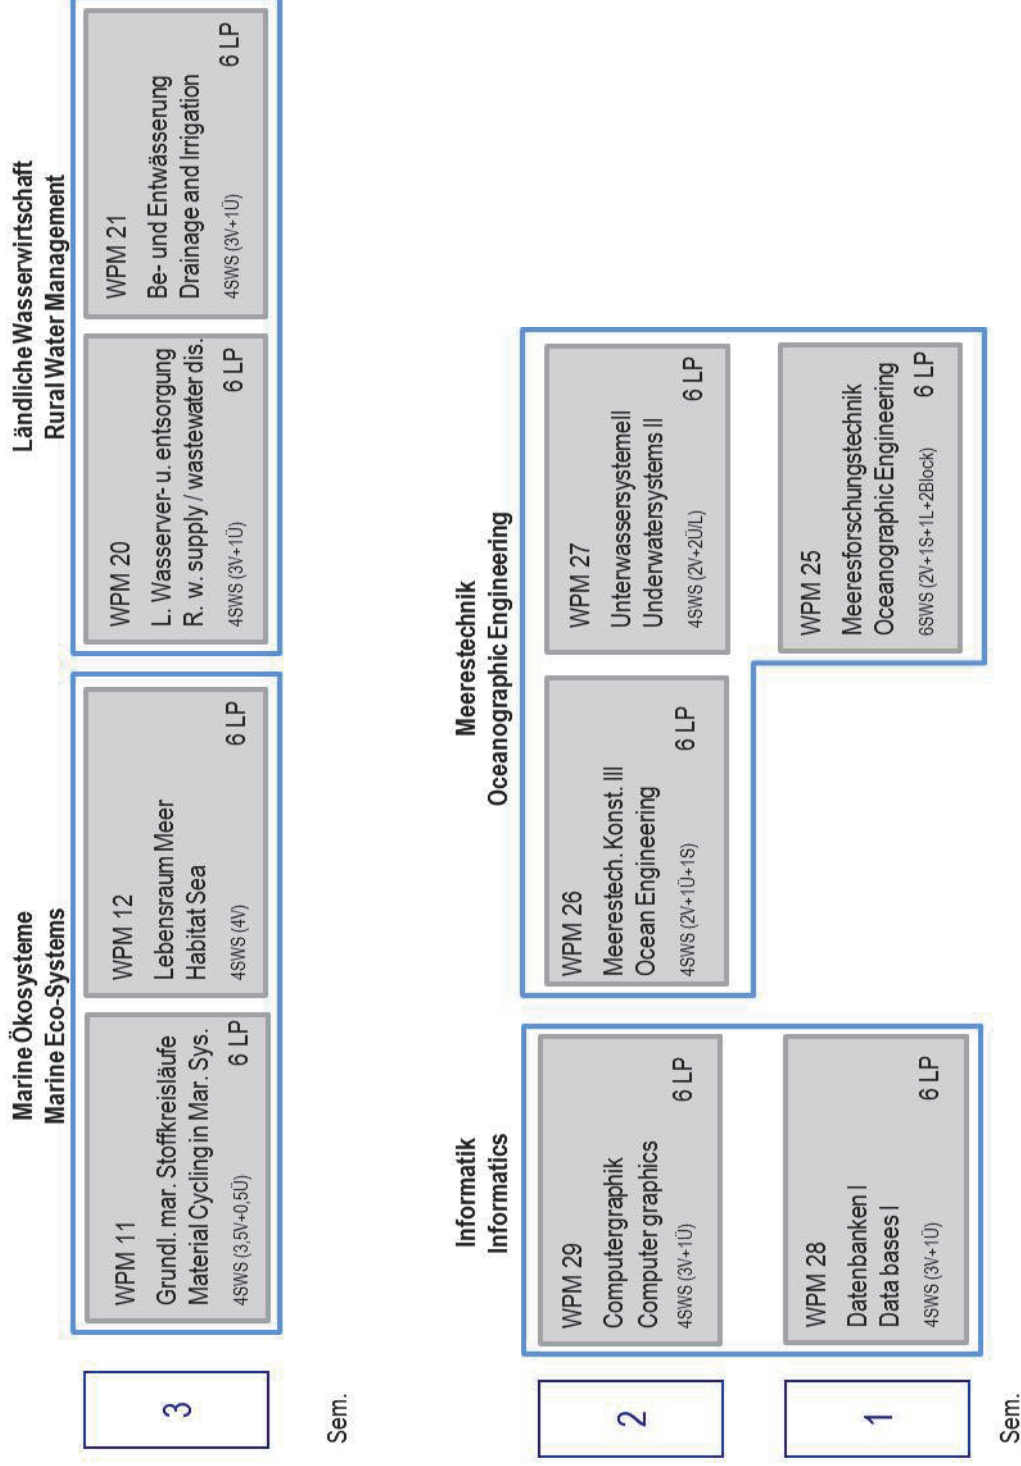 Marine Ökosysteme
Marine Eco-Systems
Ländliche Wasserwirtschaft
Rural Water Management
3
WPM 11
Grundl. mar. Stoffkreisläufe
Material Cycling in Mar. Sys.
4SWS (3,5V+0,5Ü)
6 LP
WPM 12
Lebensraum Meer
Habitat Sea
4SWS (4V)
6 LP
WPM 20
L. Wasserver- u. entsorgung
R. w. supply / wastewater dis.
4SWS (3V+1Ü)
6 LP
WPM 21
Be- und Entwässerung
Drainage and Irrigation
4SWS (3V+1Ü)
6 LP
Sem.
Informatik
Informatics
Meerestechnik
Oceanographic Engineering
2
WPM 29
Computergraphik
Computer graphics
4SWS (3V+1Ü)
6 LP
WPM 26
Meerestech. Konst. III
Ocean Engineering
4SWS (2V+1Ü+1S)
6 LP
WPM 27
Unterwassersysteme II
Underwatersystems II
4SWS (2V+2Ü/L)
6 LP
1
WPM 28
Datenbanken I
Data bases I
4SWS (3V+1Ü)
6 LP
WPM 25
Meeresforschungstechnik
Oceanographic Engineering
6SWS (2V+1S+1L+2Block)
6 LP
Sem.